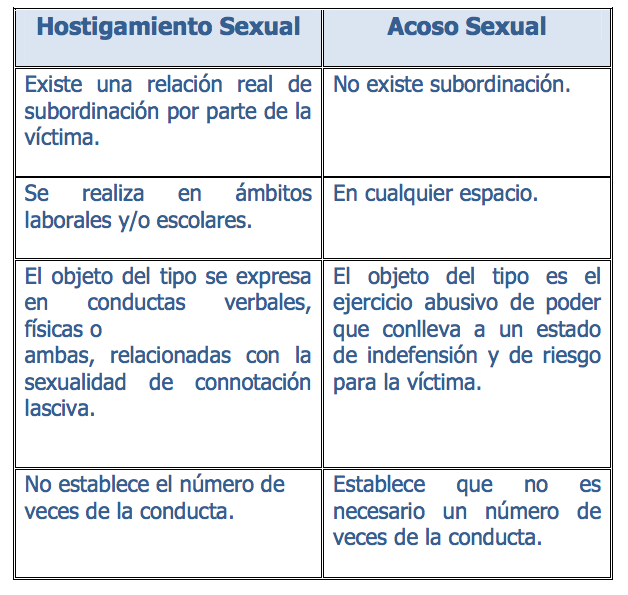 Hostigamiento Sexual
Acoso Sexual
Existe una relación real de
subordinación por parte de la
víctima.
No existe subordinación.
Se realiza en ámbitos
laborales y/o escolares.
En cualquier espacio.
El objeto del tipo se expresa
en conductas verbales,
físicas o
ambas, relacionadas con la
sexualidad de connotación
lasciva.
El objeto del tipo es el
ejercicio abusivo de poder
que conlleva a un estado
de indefensión y de riesgo
para la víctima.
No establece el número de
veces de la conducta.
Establece que no es
necesario un número de
veces de la conducta.